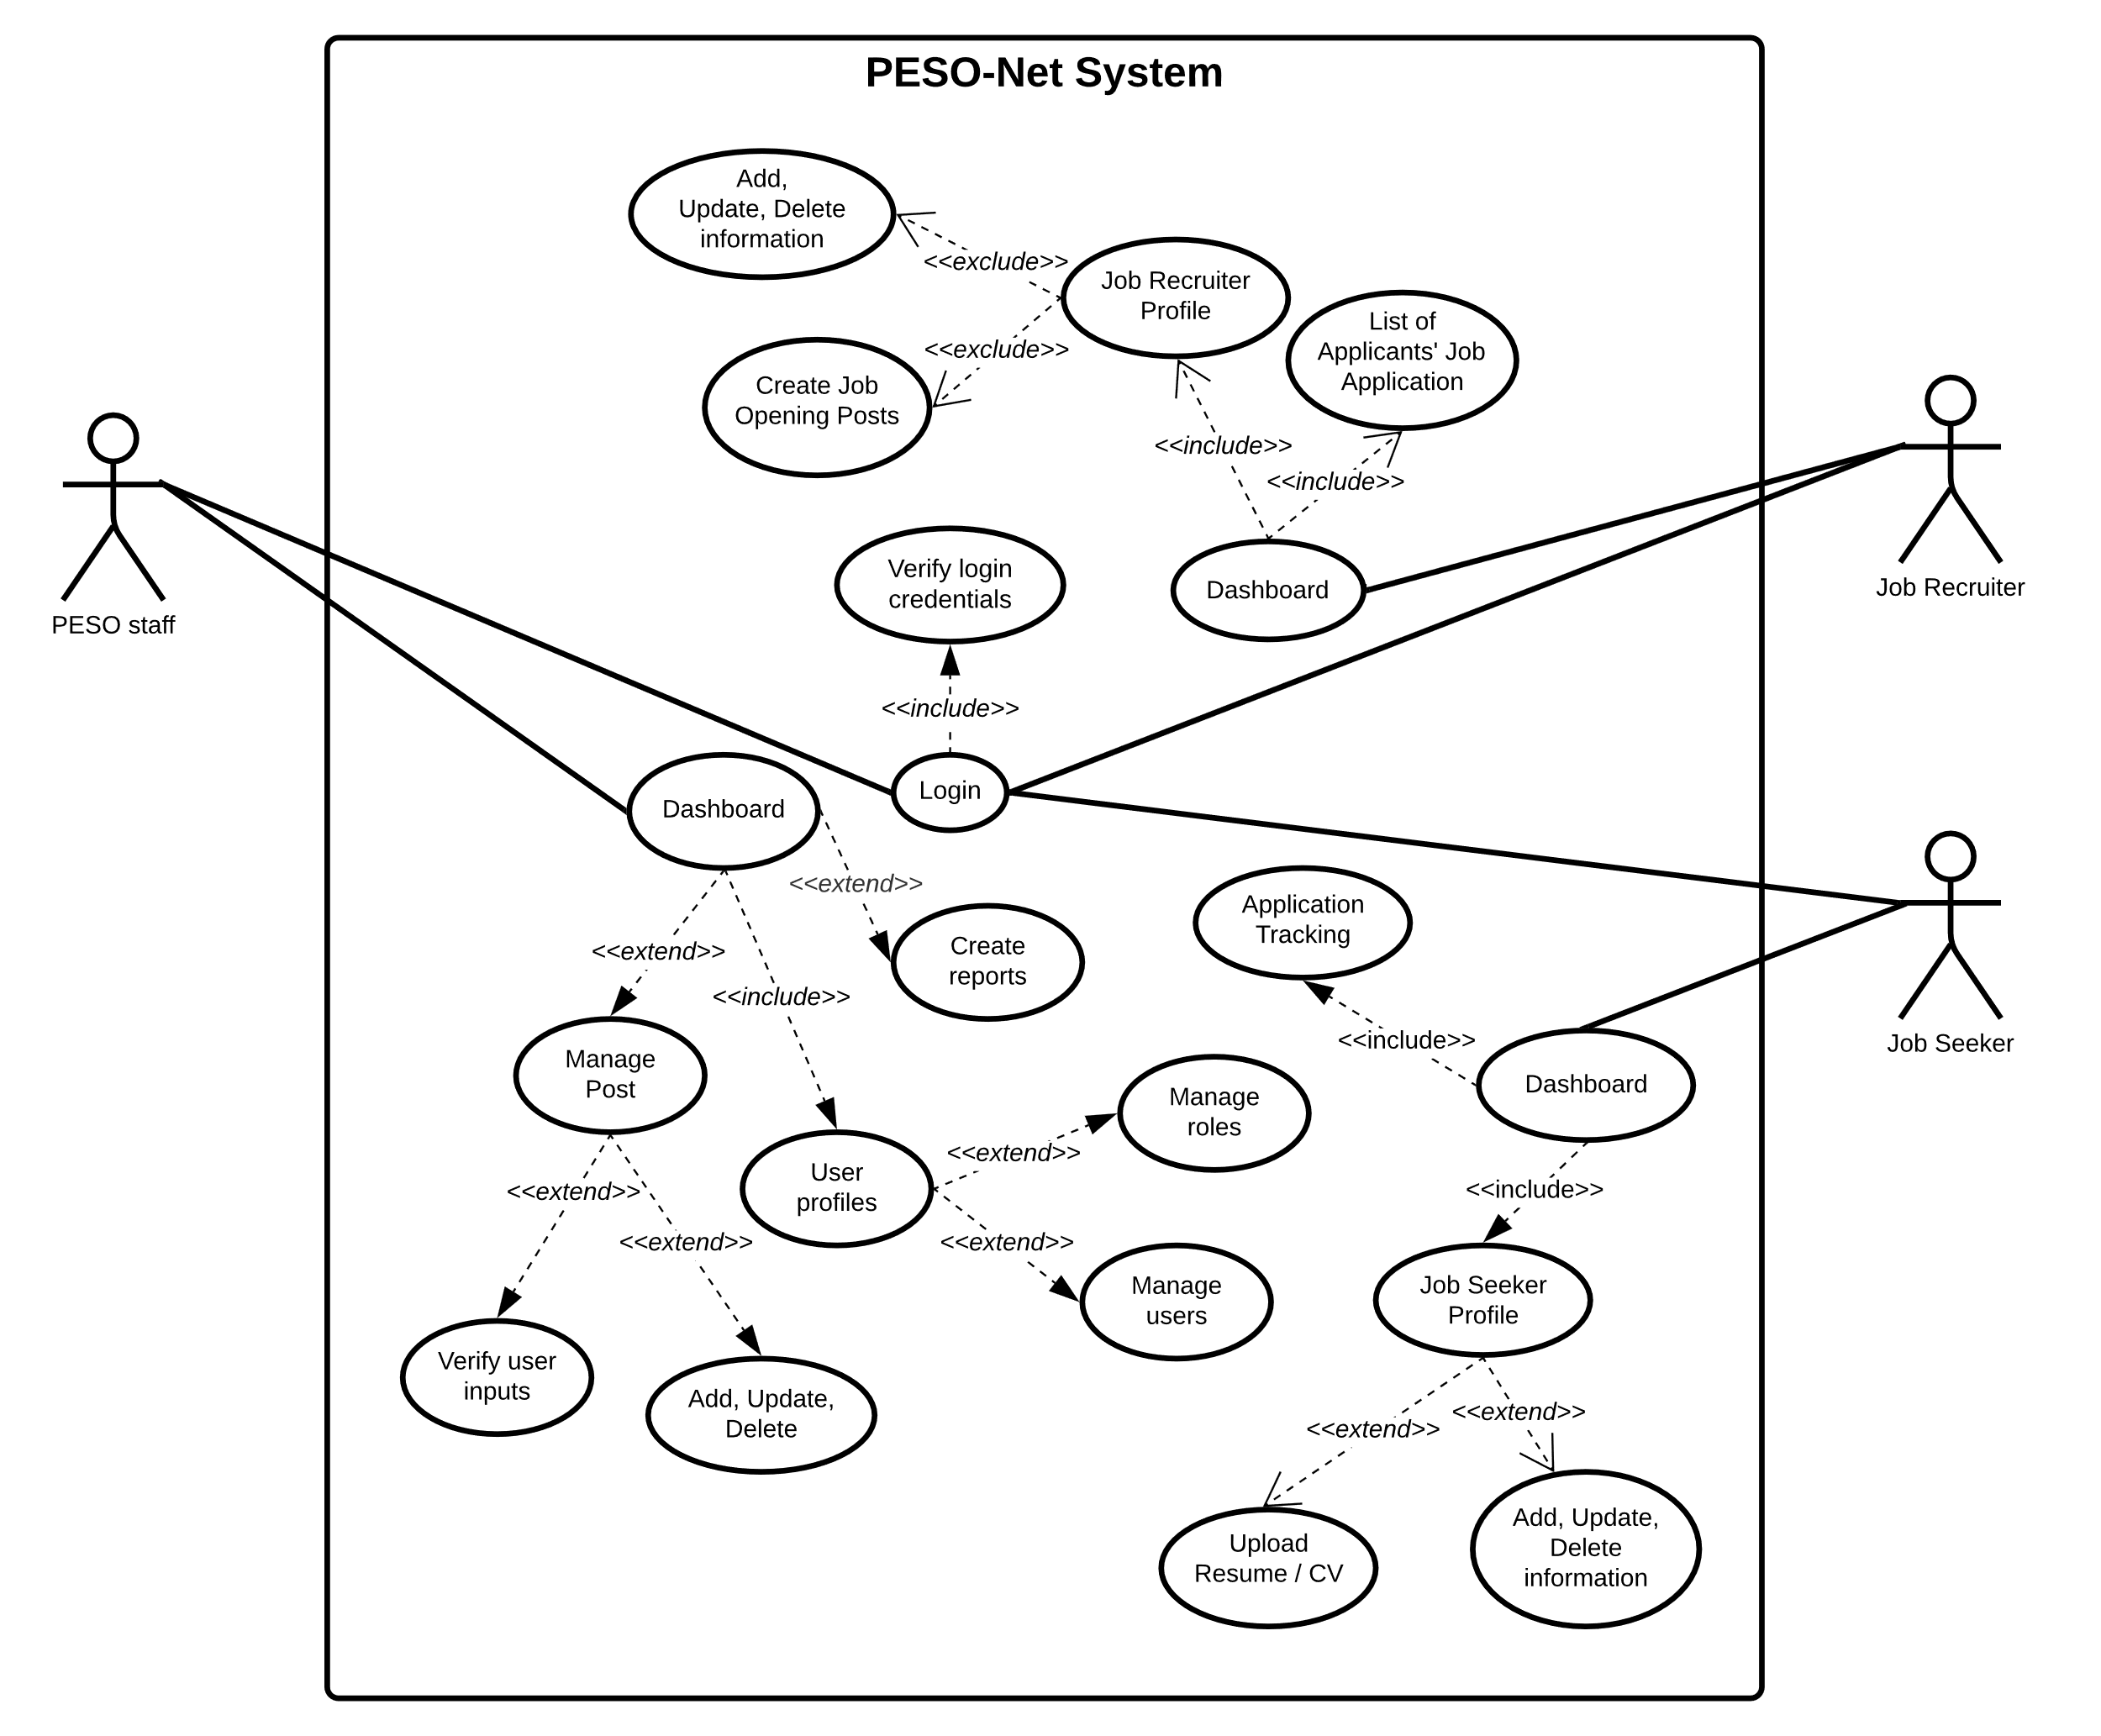 PESO-Net System
Add,
Update, Delete
information
<<exclude>>
Job Recruiter
Profile
List of
Applicants' Job
Application
<<exclude>>
Create Job
Opening Posts
<<include>>
<<include>>
Verify login
credentials
Dashboard
Job Recruiter
PESO staff
<<include>>
Login
Dashboard
<<extend>>
<<extend>>
<<include>>
Create
reports
Application
Tracking
<<include>>
Dashboard
Job Seeker
Manage
Post
User
profiles
<<extend>>
Manage
roles
<<extend>>
Manage
users
<<extend>>
<<extend>>
<<include>>
Job Seeker
Profile
Verify user
inputs
Add, Update,
Delete
<<extend>>
<<extend>>
Upload
Resume / CV
Add, Update,
Delete
information